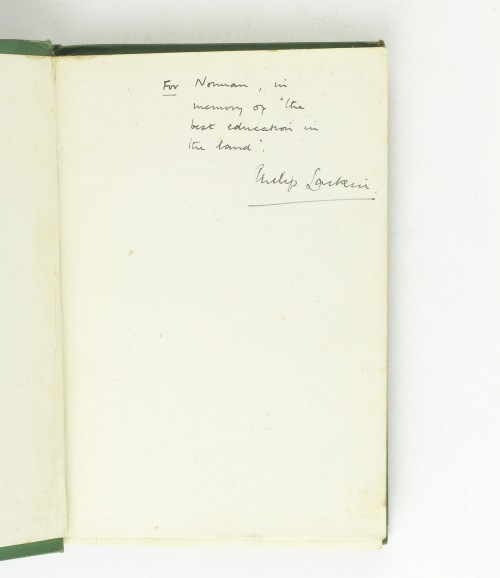 For Norman, in
memory of "the
best education in
the land".
Philip Larkin.